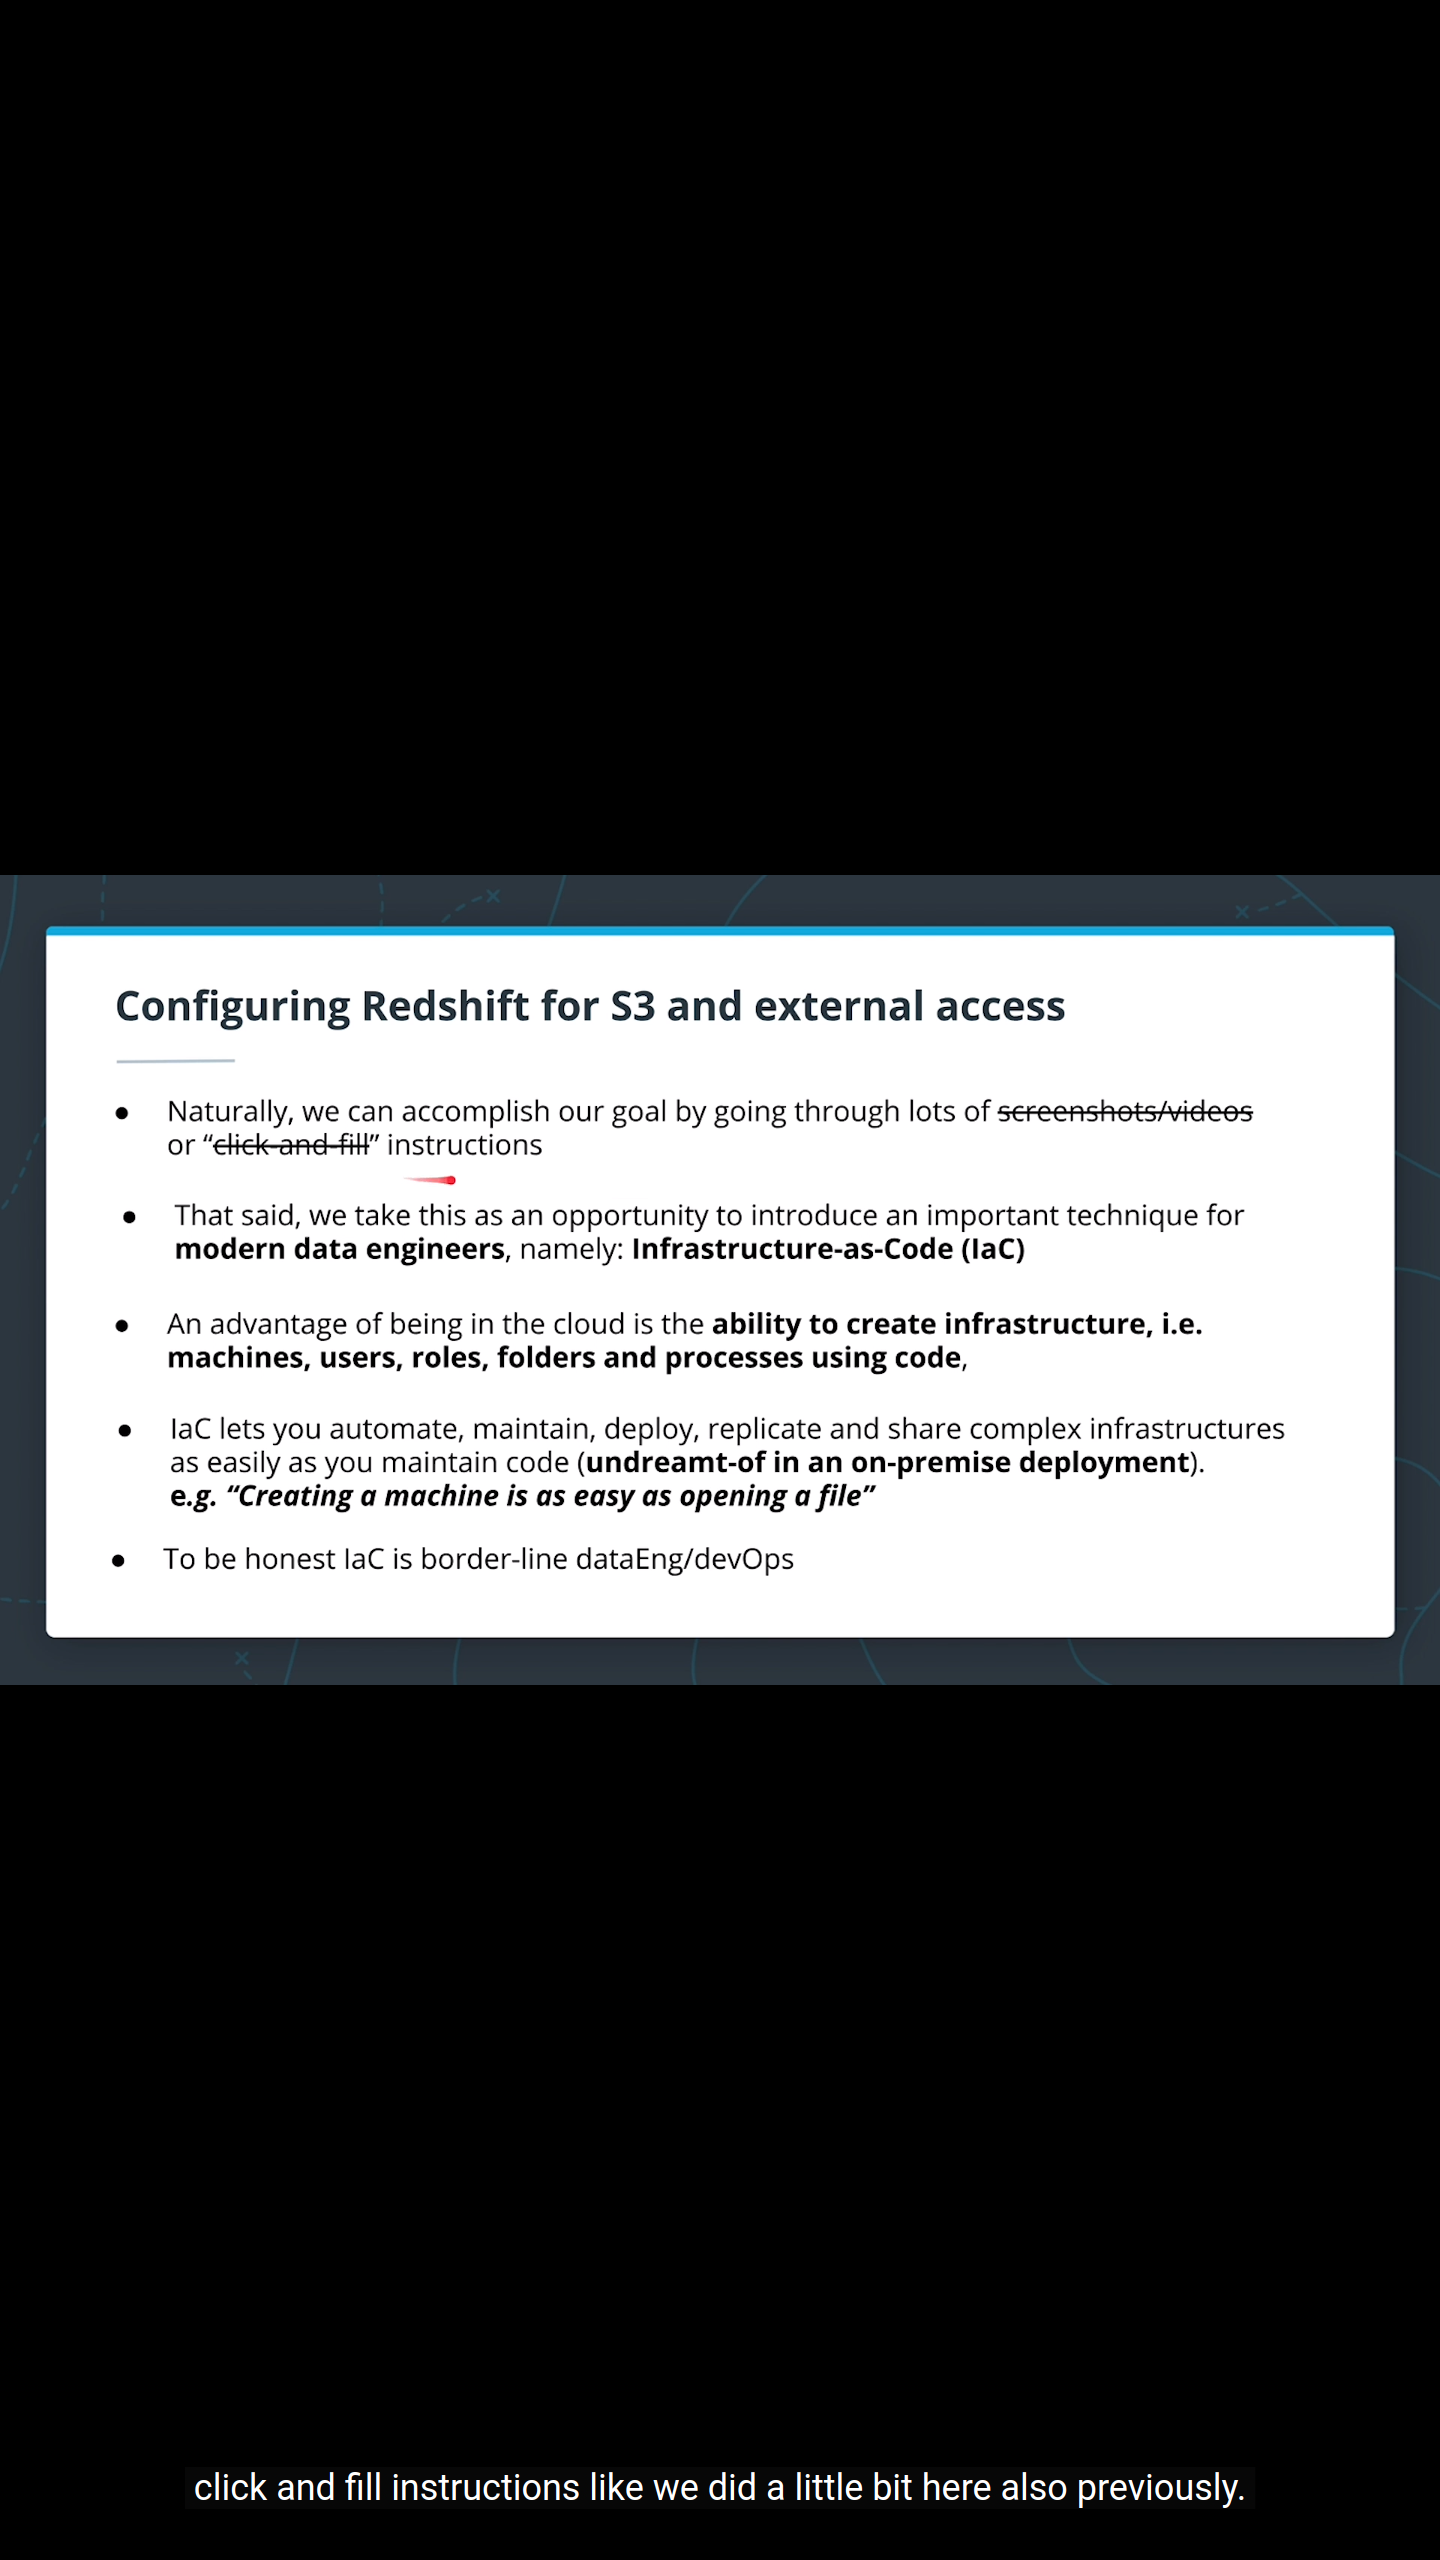 Configuring Redshift for S3 and external access
● Naturally, we can accomplish our goal by going through lots of screenshots/videos
or “click-and-fill” instructions
● That said, we take this as an opportunity to introduce an important technique for
modern data engineers, namely: Infrastructure-as-Code (IaC)
● An advantage of being in the cloud is the ability to create infrastructure, i.e.
machines, users, roles, folders and processes using code,
● IaC lets you automate, maintain, deploy, replicate and share complex infrastructures
as easily as you maintain code (undreamt-of in an on-premise deployment).
e.g. “Creating a machine is as easy as opening a file”
● To be honest IaC is border-line dataEng/devOps
click and fill instructions like we did a little bit here also previously.